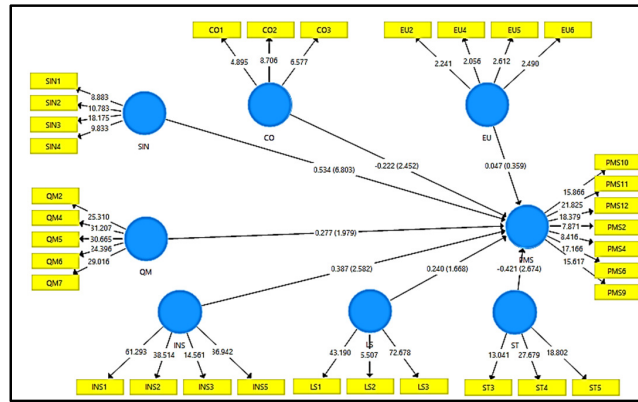 CO1 CO2 CO3
EU2 EU4 EU5 EU6
4.895 8.706 6.577
2.241 2.056 2.612 2.490
SIN1
SIN2
SIN3
SIN4
8.883
10.783
18.175
9.833
SIN
CO
EU
0.534 (6.803)
-0.222 (2.452)
0.047 (0.359)
PMS10
PMS11
PMS12
PMS2
PMS4
PMS6
PMS9
15.866
21.825
18.379
7.871
8.416
17.166
15.617
PMS
QM2
QM4
QM5
QM6
QM7
25.310
31.207
30.665
24.396
29.016
QM
0.277 (1.979)
0.387 (2.582)
0.240 (1.668)
-0.421 (2.674)
INS
LS
ST
61.293 38.514 14.561 36.942
43.190 5.507 72.678
13.041 27.679 18.802
INS1 INS2 INS3 INS5
LS1 LS2 LS3
ST3 ST4 ST5